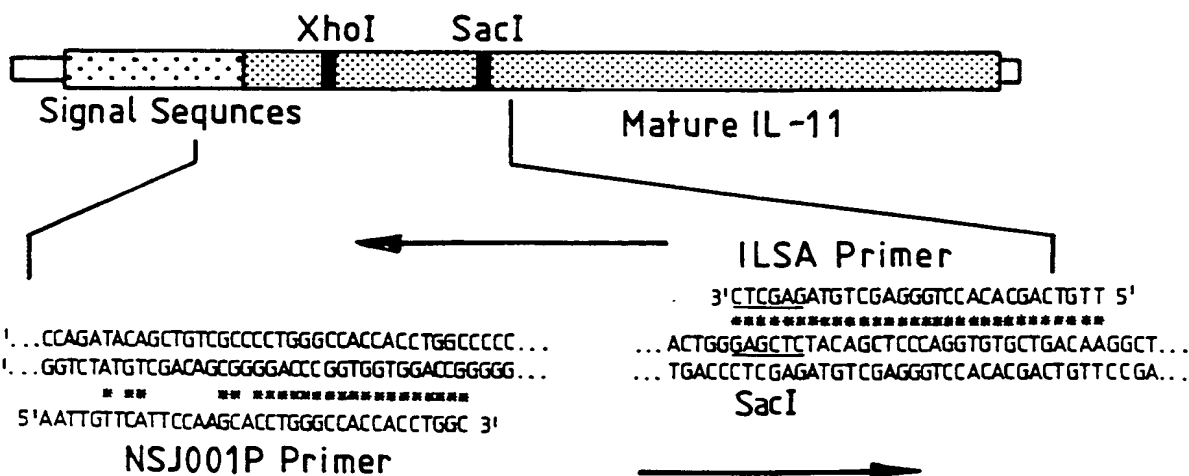 XhoI SacI
Signal Sequnces
Mature IL-11
ILSA Primer
3'CTCGAGATGTCGAGGGTCCACACGACTGTT 5'
*****************************
'...CCAGATACAGCTGTCGCCCCTGGGCCACCACCTGGCCCCC...
...ACTGGGAGCTCTACAGCTCCCAGGTGTGCTGACAAGGCT...
'...GGTCTATGTCGACAGCGGGGACCCGGTGGTGGACCGGGGG...
...TGACCCTCGAGATGTCGAGGGTCCACACGACTGTTCCGA...
SacI
* ** ** *****************
5'AATTGTTCATTCCAAGCACCTGGGCCACCACCTGGC 3'
NSJ001P Primer